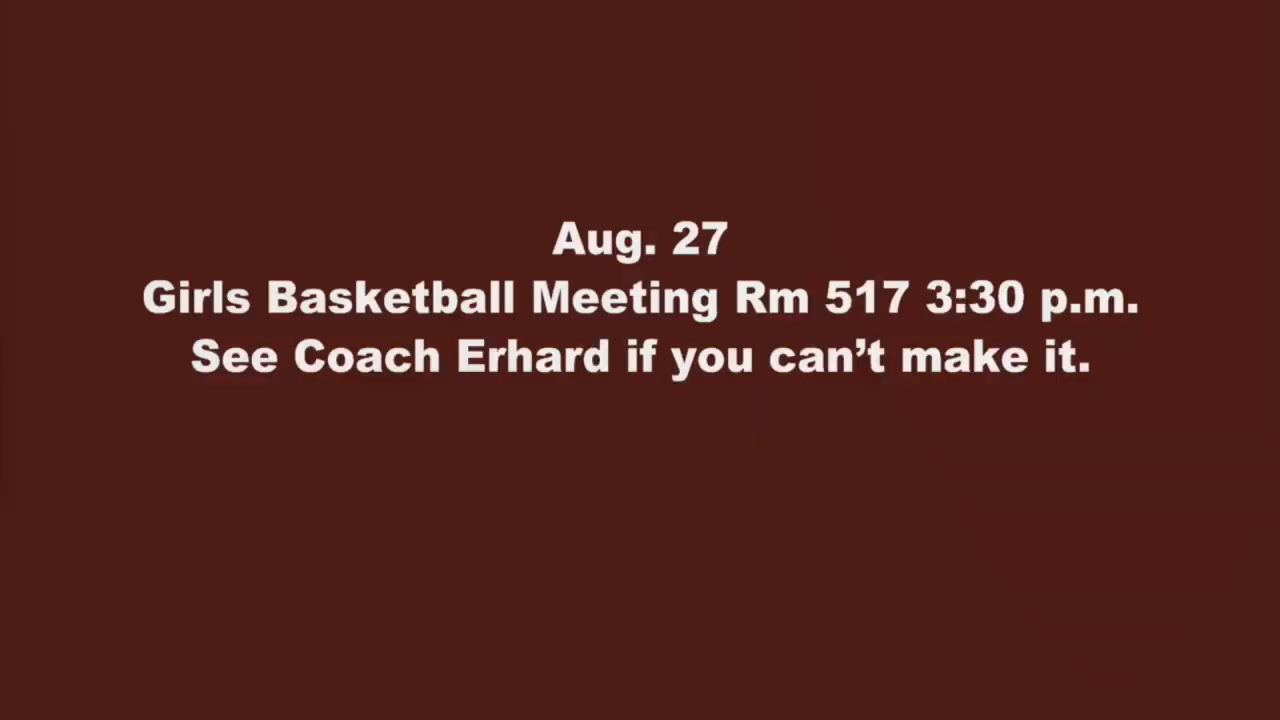 Aug. 27
Girls Basketball Meeting Rm 517 3:30 p.m.
See Coach Erhard if you can’t make it.